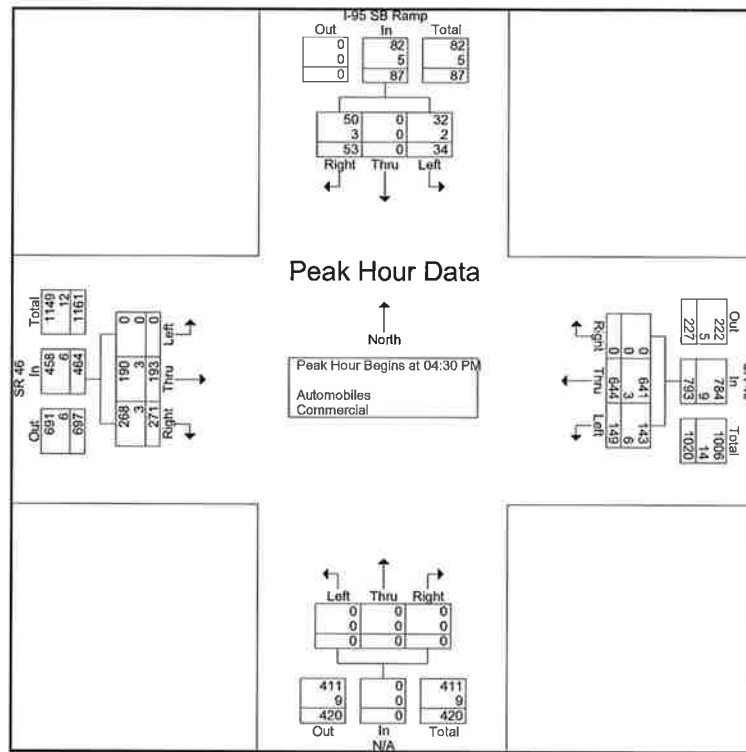 I-95 SB Ramp
Out In Total
0 82 82
0 5 5
0 87 87
50 0 32
3 0 2
53 0 34
Right Thru Left
Peak Hour Data
North
Peak Hour Begins at 04:30 PM
Automobiles
Commercial
SR 46
Total In Out
1149 458 691
12 6 6
1161 464 697
Left Thru Right
0 190 268
0 3 3
0 193 271
Out In Total
222 784 1006
5 9 14
227 793 1020
Right Thru Left
0 641 143
0 3 6
0 644 149
Left Thru Right
0 0 0
0 0 0
0 0 0
411 0 411
9 0 9
420 0 420
Out In Total
N/A